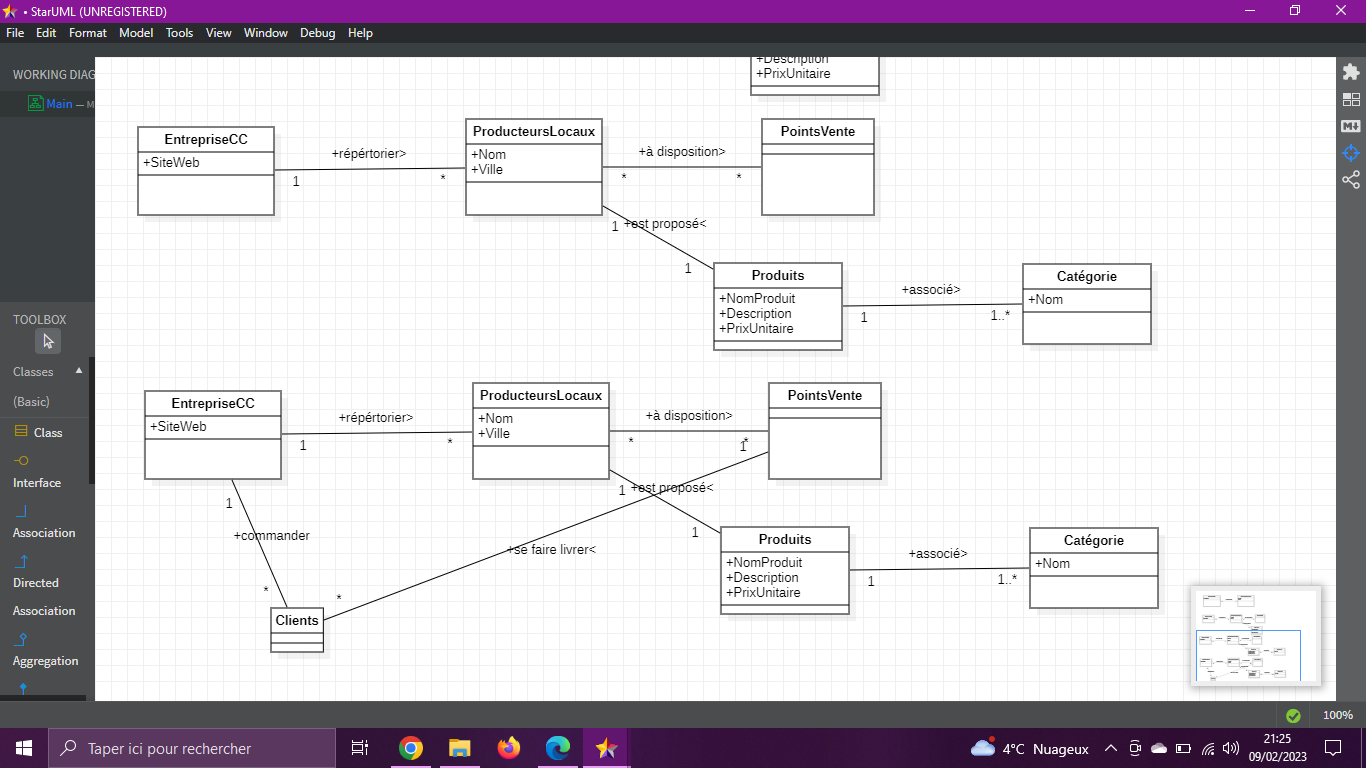 • StarUML (UNREGISTERED)
File Edit Format Model Tools View Window Debug Help
WORKING DIAG
Main — M
+Description
+PrixUnitaire
EntrepriseCC
+SiteWeb
+répértorier>
1
*
ProducteursLocaux
+Nom
+Ville
+à disposition>
*
*
PointsVente
1
+est proposé<
1
Produits
+NomProduit
+Description
+PrixUnitaire
+associé>
1
1..*
Catégorie
+Nom
TOOLBOX
Classes
(Basic)
Class
Interface
Association
Directed
Association
Aggregation
EntrepriseCC
+SiteWeb
+répértorier>
1
*
ProducteursLocaux
+Nom
+Ville
+à disposition>
*
*
1
PointsVente
1
+est proposé<
1
Produits
+NomProduit
+Description
+PrixUnitaire
+associé>
1
1..*
Catégorie
+Nom
1
+commander
*
+se faire livrer<
*
Clients
100%
Taper ici pour rechercher
4°C Nuageux
21:25
09/02/2023